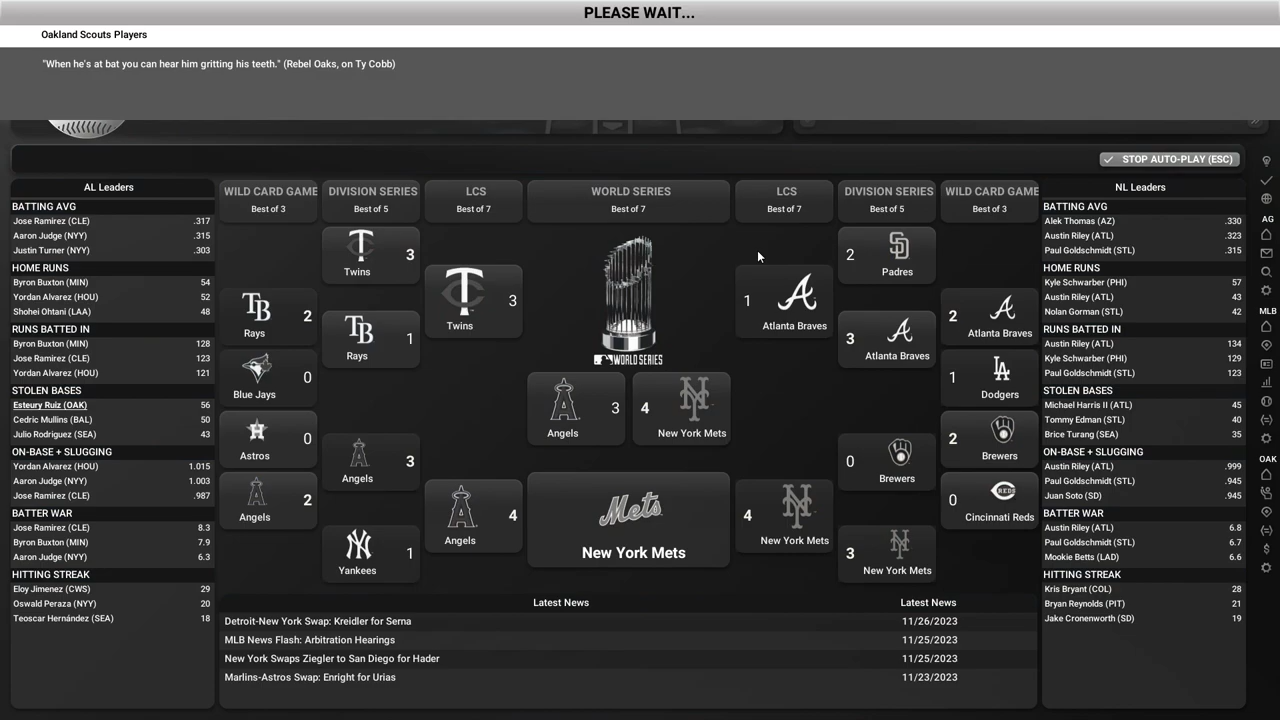 PLEASE WAIT...
Oakland Scouts Players
"When he's at bat you can hear him gritting his teeth." (Rebel Oaks, on Ty Cobb)
STOP AUTO-PLAY (ESC)
AL Leaders
BATTING AVG
Jose Ramirez (CLE) .317
Aaron Judge (NYY) .315
Justin Turner (NYY) .303
HOME RUNS
Byron Buxton (MIN) 54
Yordan Alvarez (HOU) 52
Shohei Ohtani (LAA) 48
RUNS BATTED IN
Byron Buxton (MIN) 128
Jose Ramirez (CLE) 123
Yordan Alvarez (HOU) 121
STOLEN BASES
Esteury Ruiz (OAK) 56
Cedric Mullins (BAL) 50
Julio Rodriguez (SEA) 43
ON-BASE + SLUGGING
Yordan Alvarez (HOU) 1.015
Aaron Judge (NYY) 1.003
Jose Ramirez (CLE) .987
BATTER WAR
Jose Ramirez (CLE) 8.3
Byron Buxton (MIN) 7.9
Aaron Judge (NYY) 6.3
HITTING STREAK
Eloy Jimenez (CWS) 29
Oswald Peraza (NYY) 20
Teoscar Hernández (SEA) 18
WILD CARD GAME
Best of 3
TB
Rays 2
Blue Jays 0
Astros 0
A
Angels 2
DIVISION SERIES
Best of 5
TC
Twins 3
TB
Rays 1
A
Angels 3
NY
Yankees 1
LCS
Best of 7
TC
Twins 3
A
Angels 4
WORLD SERIES
Best of 7
WORLD SERIES
A
Angels 3
4 NY
New York Mets
Mets
New York Mets
LCS
Best of 7
1 A
Atlanta Braves
4 NY
New York Mets
DIVISION SERIES
Best of 5
2 SD
Padres
3 A
Atlanta Braves
0
Brewers
3 NY
New York Mets
WILD CARD GAME
Best of 3
2 A
Atlanta Braves
1 LA
Dodgers
2
Brewers
0 REDS
Cincinnati Reds
Latest News Latest News
Detroit-New York Swap: Kreidler for Serna 11/26/2023
MLB News Flash: Arbitration Hearings 11/25/2023
New York Swaps Ziegler to San Diego for Hader 11/25/2023
Marlins-Astros Swap: Enright for Urias 11/23/2023
NL Leaders
BATTING AVG
Alek Thomas (AZ) .330
Austin Riley (ATL) .323
Paul Goldschmidt (STL) .315
HOME RUNS
Kyle Schwarber (PHI) 57
Austin Riley (ATL) 43
Nolan Gorman (STL) 42
RUNS BATTED IN
Austin Riley (ATL) 134
Kyle Schwarber (PHI) 129
Paul Goldschmidt (STL) 123
STOLEN BASES
Michael Harris II (ATL) 45
Tommy Edman (STL) 40
Brice Turang (SEA) 35
ON-BASE + SLUGGING
Austin Riley (ATL) .999
Paul Goldschmidt (STL) .945
Juan Soto (SD) .945
BATTER WAR
Austin Riley (ATL) 6.8
Paul Goldschmidt (STL) 6.7
Mookie Betts (LAD) 6.6
HITTING STREAK
Kris Bryant (COL) 28
Bryan Reynolds (PIT) 21
Jake Cronenworth (SD) 19
AG
MLB
OAK